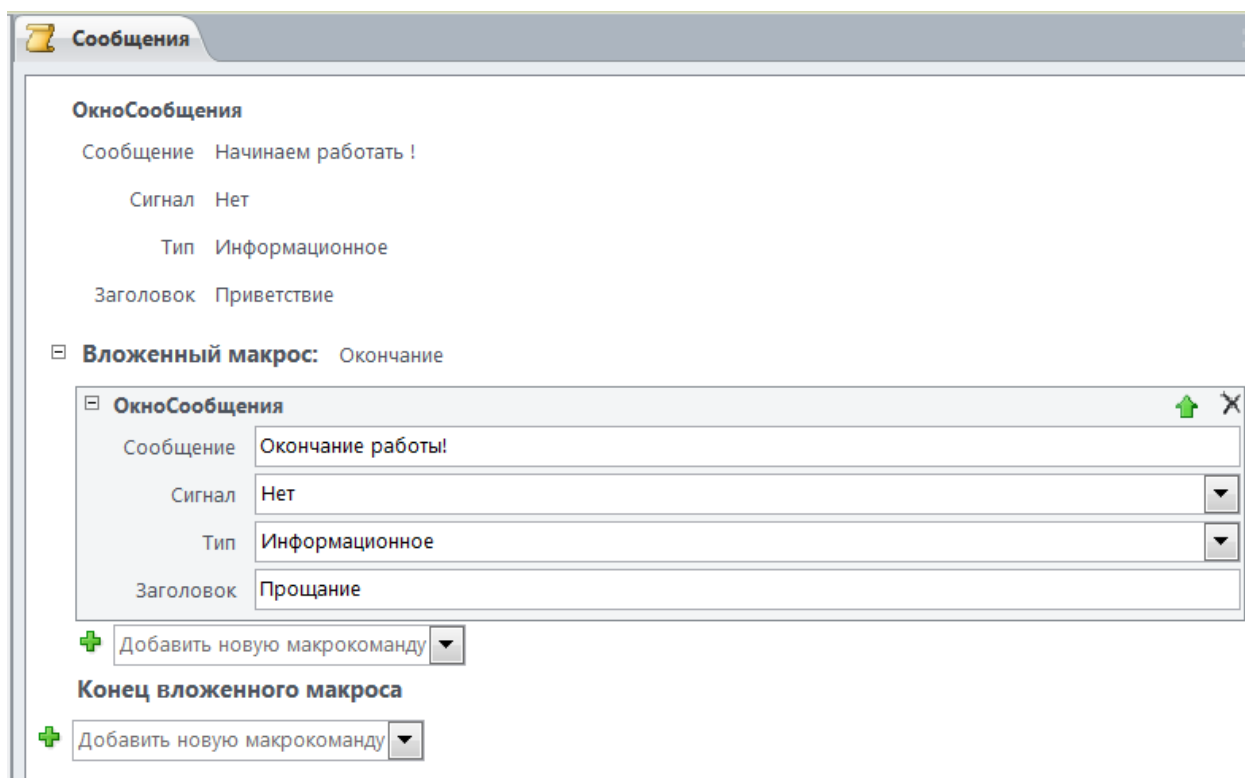 Сообщения
ОкноСообщения
Сообщение Начинаем работать !
Сигнал Нет
Тип Информационное
Заголовок Приветствие
Вложенный макрос: Окончание
ОкноСообщения
Сообщение Окончание работы!
Сигнал Нет
Тип Информационное
Заголовок Прощание
Добавить новую макрокоманду
Конец вложенного макроса
Добавить новую макрокоманду